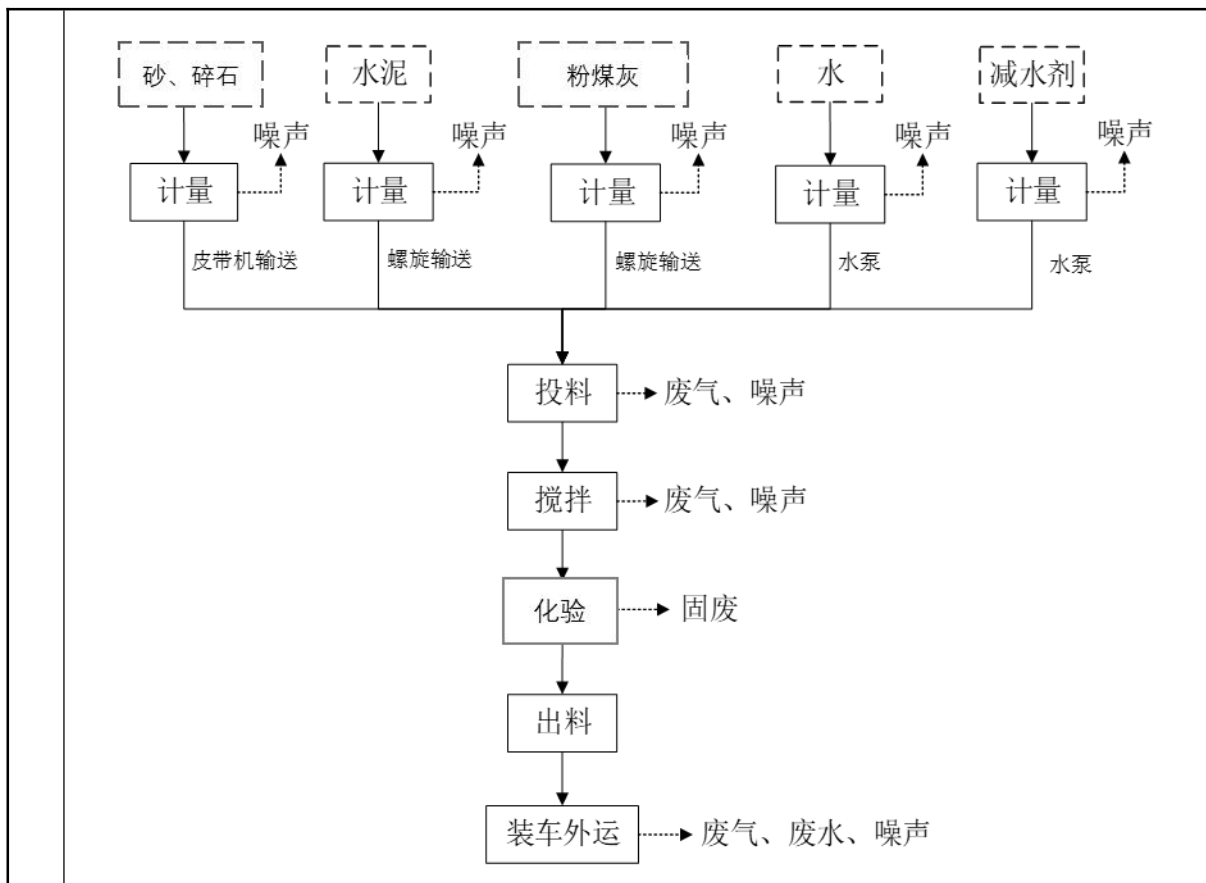 砂、碎石
水泥
粉煤灰
水
减水剂
噪声
噪声
噪声
噪声
噪声
计量
计量
计量
计量
计量
皮带机输送
螺旋输送
螺旋输送
水泵
水泵
投料
废气、噪声
搅拌
废气、噪声
化验
固废
出料
装车外运
废气、废水、噪声